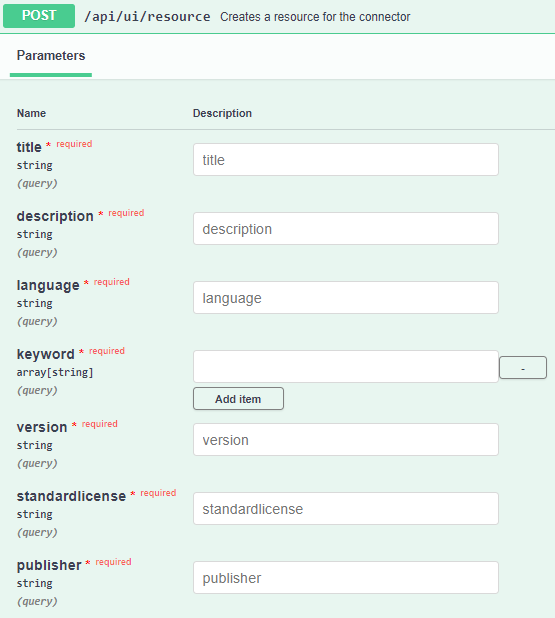 POST /api/ui/resource Creates a resource for the connector
Parameters
Name Description
title * required
string
(query)
title
description * required
string
(query)
description
language * required
string
(query)
language
keyword * required
array[string]
(query)
-
Add item
version * required
string
(query)
version
standardlicense * required
string
(query)
standardlicense
publisher * required
string
(query)
publisher